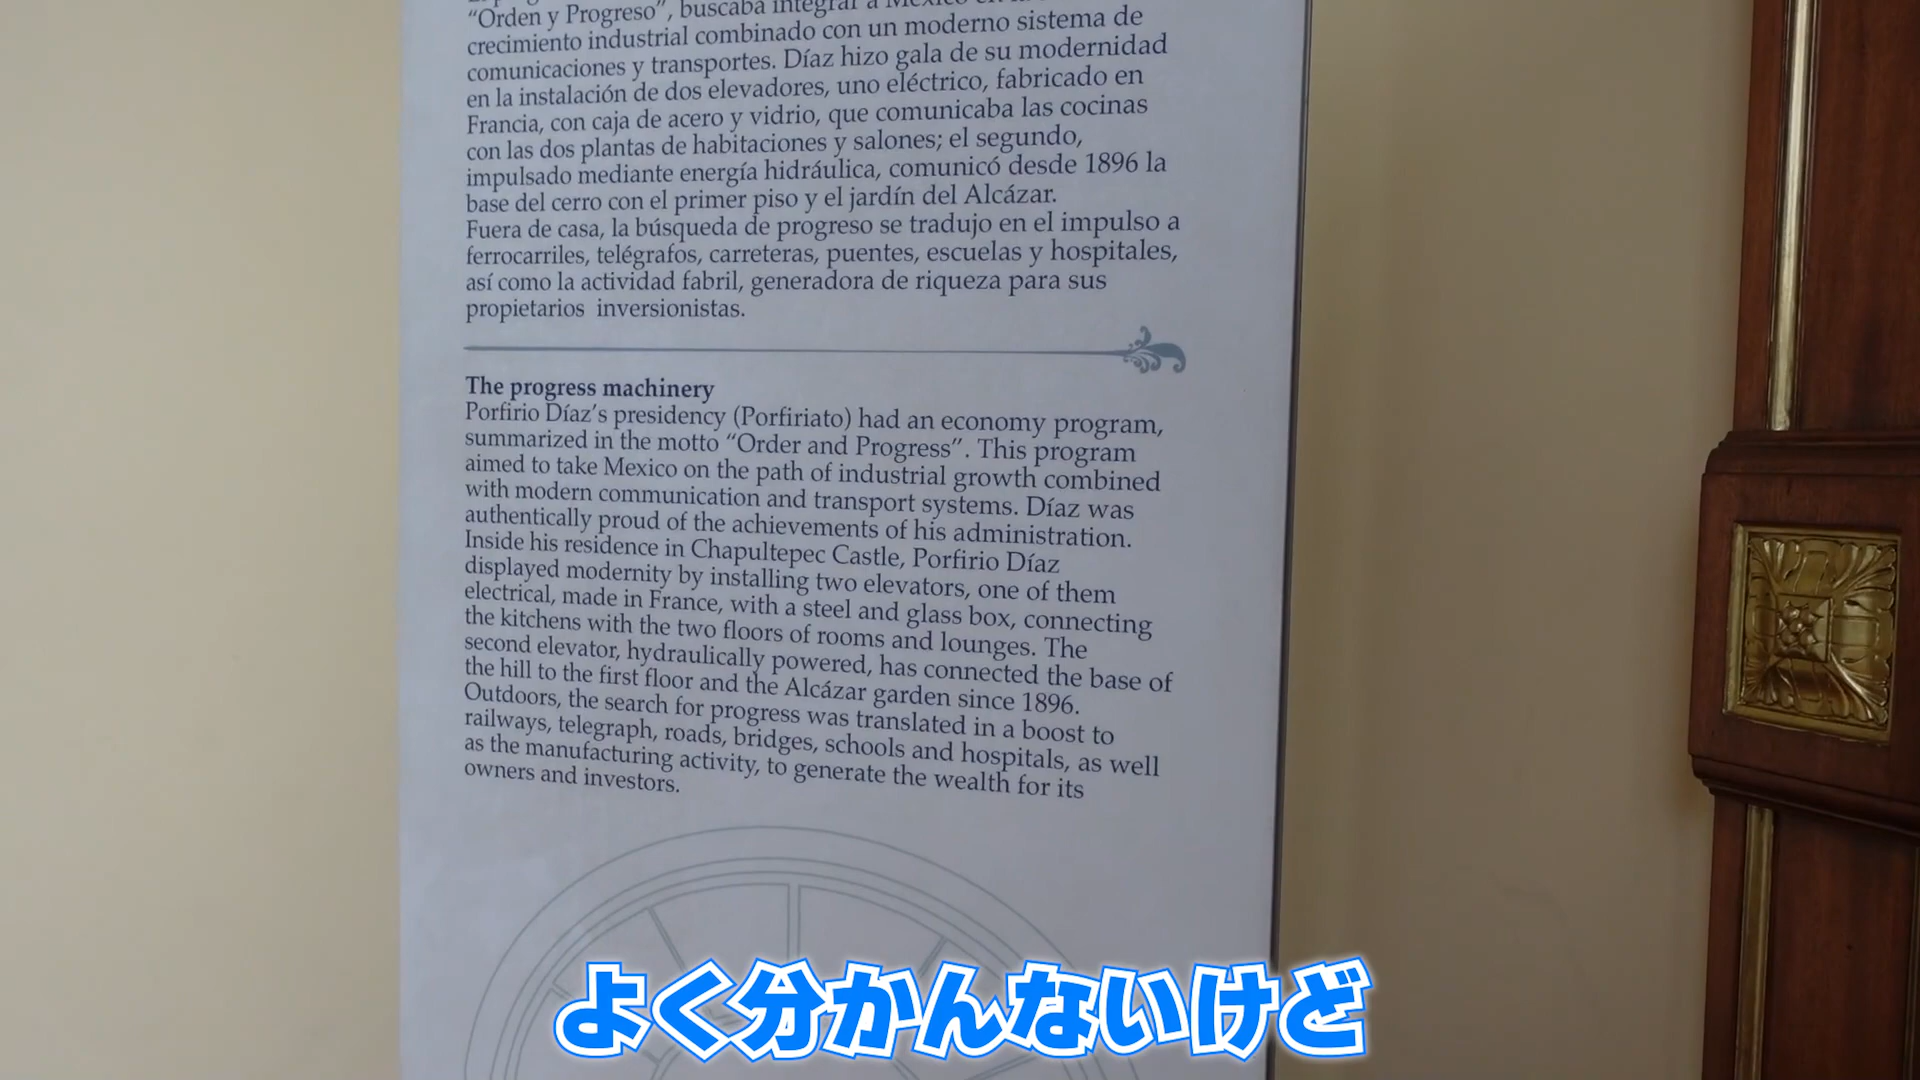 “Orden y Progreso”, buscaba integrar a México en
crecimiento industrial combinado con un moderno sistema de
comunicaciones y transportes. Díaz hizo gala de su modernidad
en la instalación de dos elevadores, uno eléctrico, fabricado en
Francia, con caja de acero y vidrio, que comunicaba las cocinas
con las dos plantas de habitaciones y salones; el segundo,
impulsado mediante energía hidráulica, comunicó desde 1896 la
base del cerro con el primer piso y el jardín del Alcázar.
Fuera de casa, la búsqueda de progreso se tradujo en el impulso a
ferrocarriles, telégrafos, carreteras, puentes, escuelas y hospitales,
así como la actividad fabril, generadora de riqueza para sus
propietarios inversionistas.
The progress machinery
Porfirio Díaz’s presidency (Porfiriato) had an economy program,
summarized in the motto “Order and Progress”. This program
aimed to take Mexico on the path of industrial growth combined
with modern communication and transport systems. Díaz was
authentically proud of the achievements of his administration.
Inside his residence in Chapultepec Castle, Porfirio Díaz
displayed modernity by installing two elevators, one of them
electrical, made in France, with a steel and glass box, connecting
the kitchens with the two floors of rooms and lounges. The
second elevator, hydraulically powered, has connected the base of
the hill to the first floor and the Alcázar garden since 1896.
Outdoors, the search for progress was translated in a boost to
railways, telegraph, roads, bridges, schools and hospitals, as well
as the manufacturing activity, to generate the wealth for its
owners and investors.
よく分かんないけど